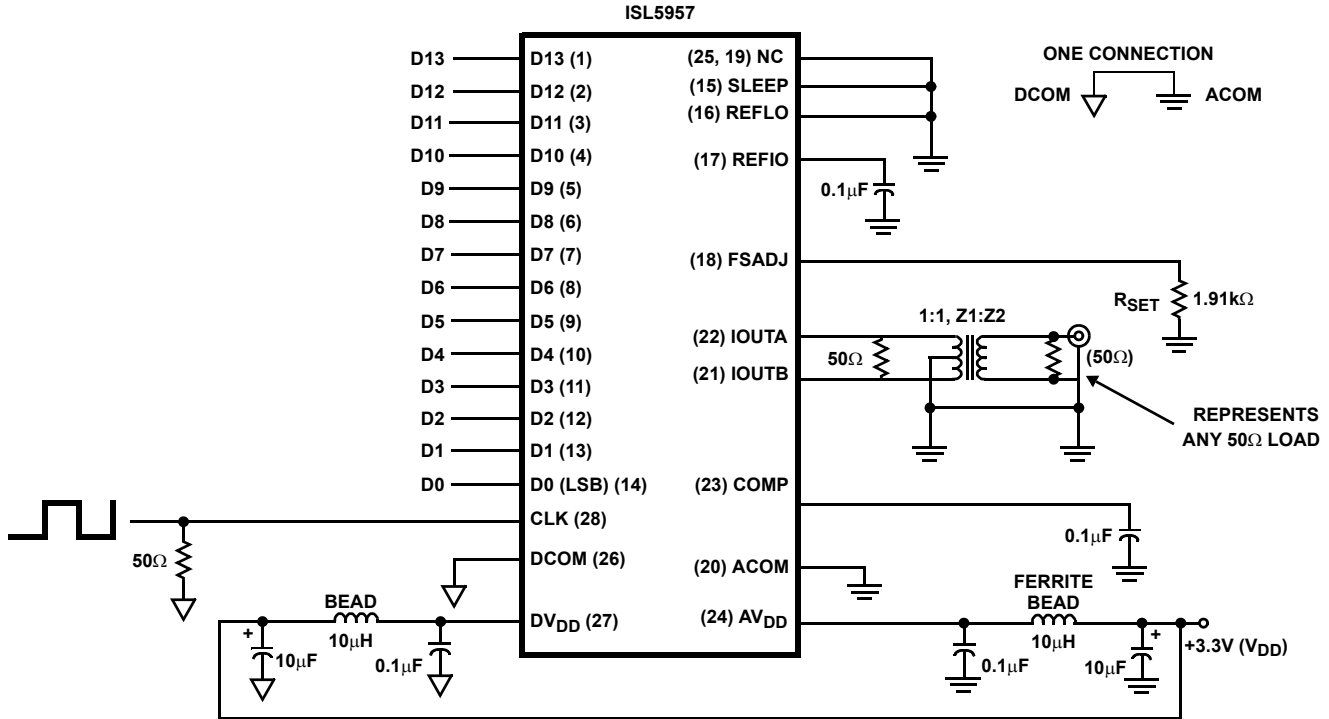 ISL5957
D13
D13 (1)
D12
D12 (2)
D11
D11 (3)
D10
D10 (4)
D9
D9 (5)
D8
D8 (6)
D7
D7 (7)
D6
D6 (8)
D5
D5 (9)
D4
D4 (10)
D3
D3 (11)
D2
D2 (12)
D1
D1 (13)
D0
D0 (LSB) (14)
CLK (28)
50Ω
DCOM (26)
DVDD (27)
BEAD
+
10μH
10μF
0.1μF
(25, 19) NC
(15) SLEEP
(16) REFLO
(17) REFIO
0.1μF
(18) FSADJ
RSET
1.91kΩ
(22) IOUTA
(21) IOUTB
50Ω
1:1, Z1:Z2
(50Ω)
REPRESENTS
ANY 50Ω LOAD
(23) COMP
0.1μF
(20) ACOM
(24) AVDD
FERRITE
BEAD
10μH
+
0.1μF
10μF
+3.3V (VDD)
ONE CONNECTION
DCOM
ACOM